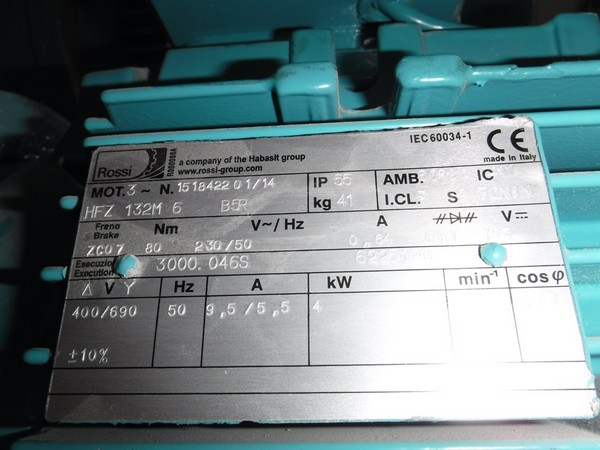 Rossi
a company of the Habasit group
www.rossi-group.com
IEC 60034-1
CE
made in Italy
MOT. 3 ~ N. 1518422 01/14
IP 55
AMB.
IC
HFZ 132M 6 B5R
kg 41
I.CL.
S
Freno
Brake
Nm
V~/Hz
A
V
ZC07 80 230/50 0,64
Esecuzione
Execution
3000.046S
Δ V Y
Hz
A
kW
min-1
cosφ
400/690 50 9,5/5,5 4
±10%